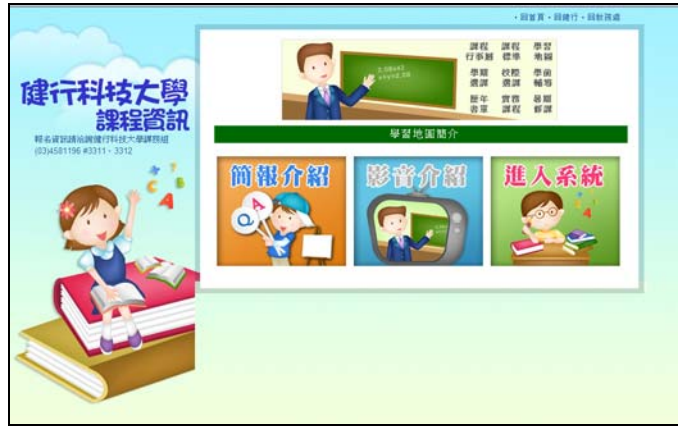 ・回首頁・回健行・回教務處
健行科技大學
課程資訊
報名資訊請洽詢健行科技大學課務組
(03)4581196 #3311、3312
課程 課程 學習
行事曆 標準 地圖
學期 校際 學前
選課 選課 輔導
歷年 實務 暑期
書單 課程 修課
學習地圖簡介
簡報介紹
影音介紹
進入系統
Q
A
A
B
C
A